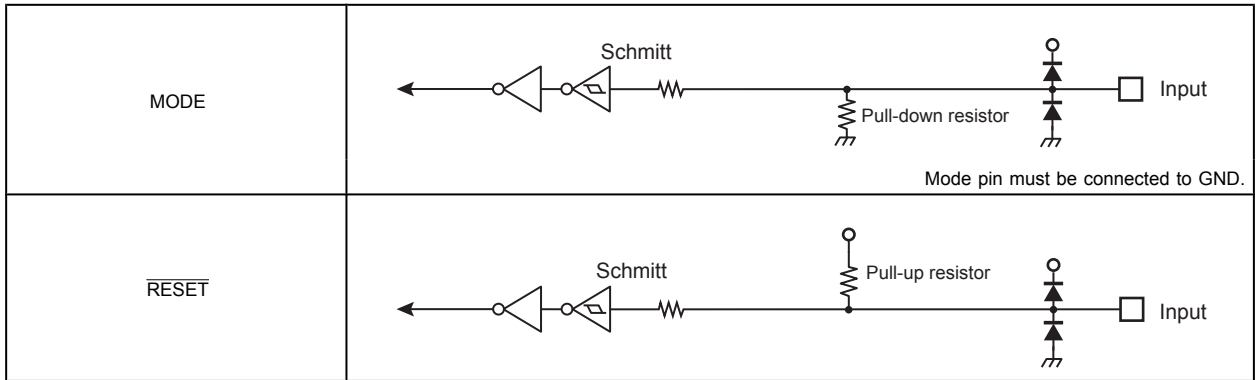 MODE
Schmitt
Input
Pull-down resistor
Mode pin must be connected to GND.
RESET
Schmitt
Pull-up resistor
Input